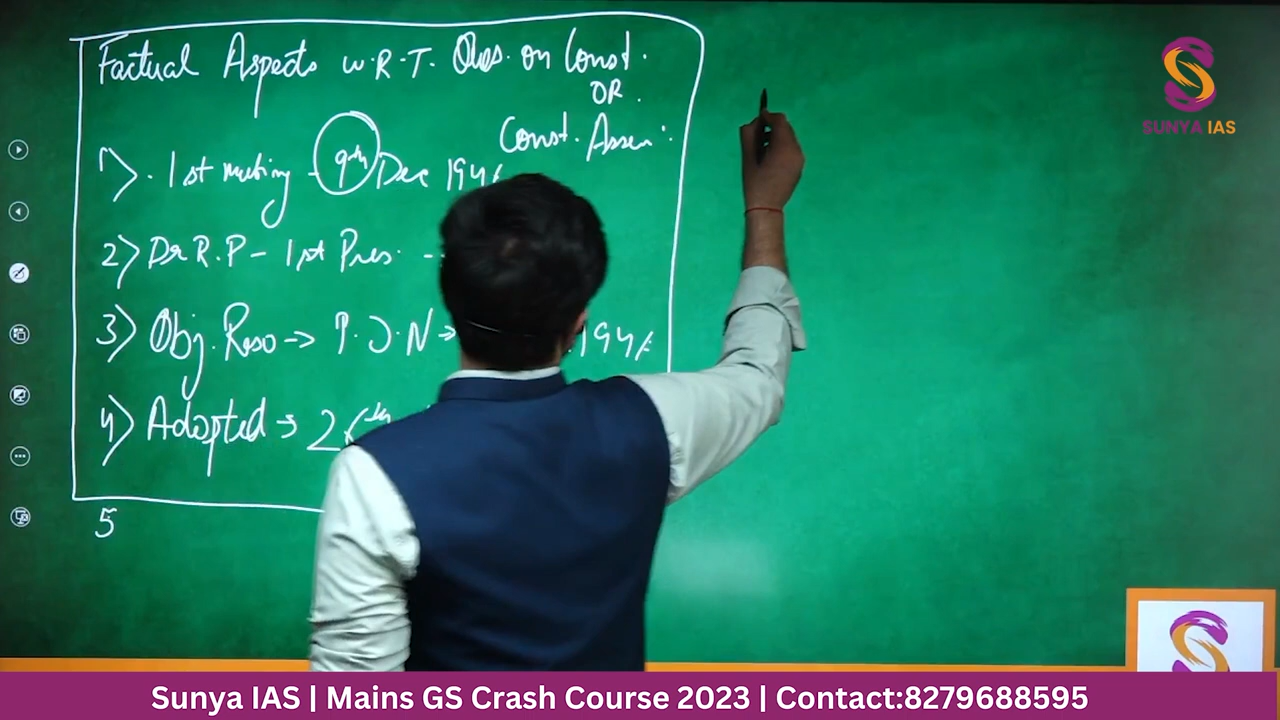 Factual Aspects w.R.T. Ques. on Const.
OR.
Const. Assem:
1) 1st meeting - 9th Dec 194
2) Dr R.P - 1st Pres.
3) Obj. Reso → P.J.N → .1946
4) Adopted → 26th
5
SUNYA IAS
Sunya IAS | Mains GS Crash Course 2023 | Contact:8279688595